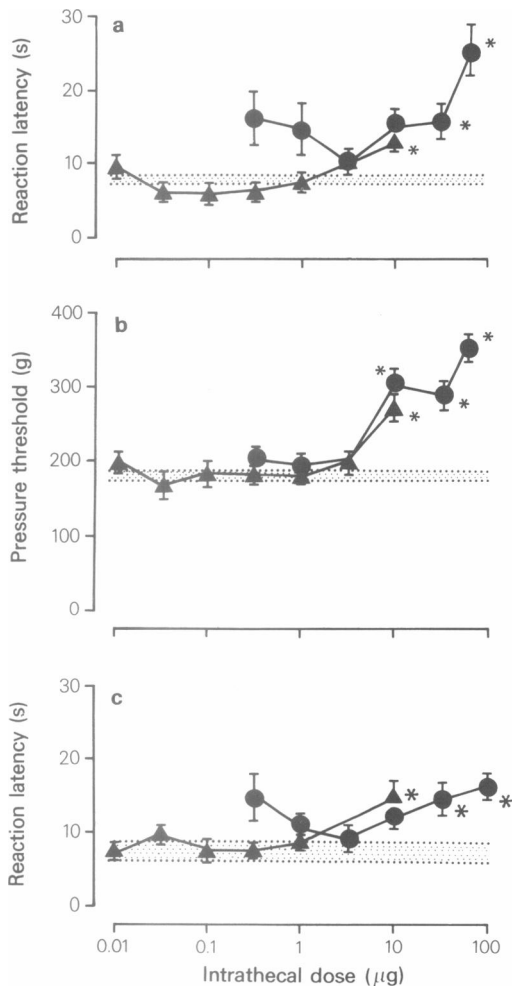 a
30
20
10
0
Reaction latency (s)
*
*
*
b
400
300
200
100
0
Pressure threshold (g)
*
*
*
*
c
30
20
10
0
Reaction latency (s)
*
*
*
0.01 0.1 1 10 100
Intrathecal dose (μg)